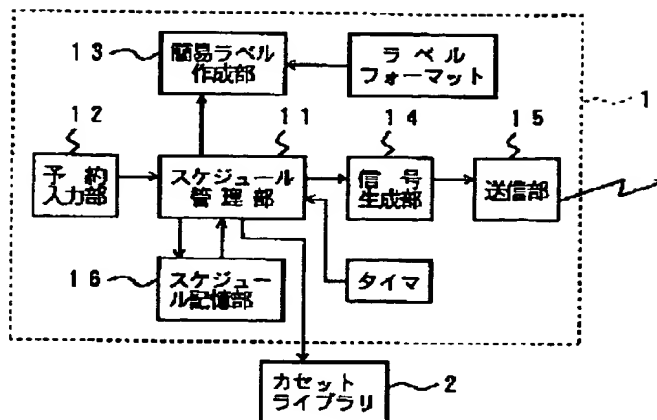 13
簡易ラベル
作成部
ラベル
フォーマット
1
12
11
14
15
予約
入力部
スケジュール
管理部
信号
生成部
送信部
16
スケジュー
ル記憶部
タイマ
カセット
ライブラリ
2